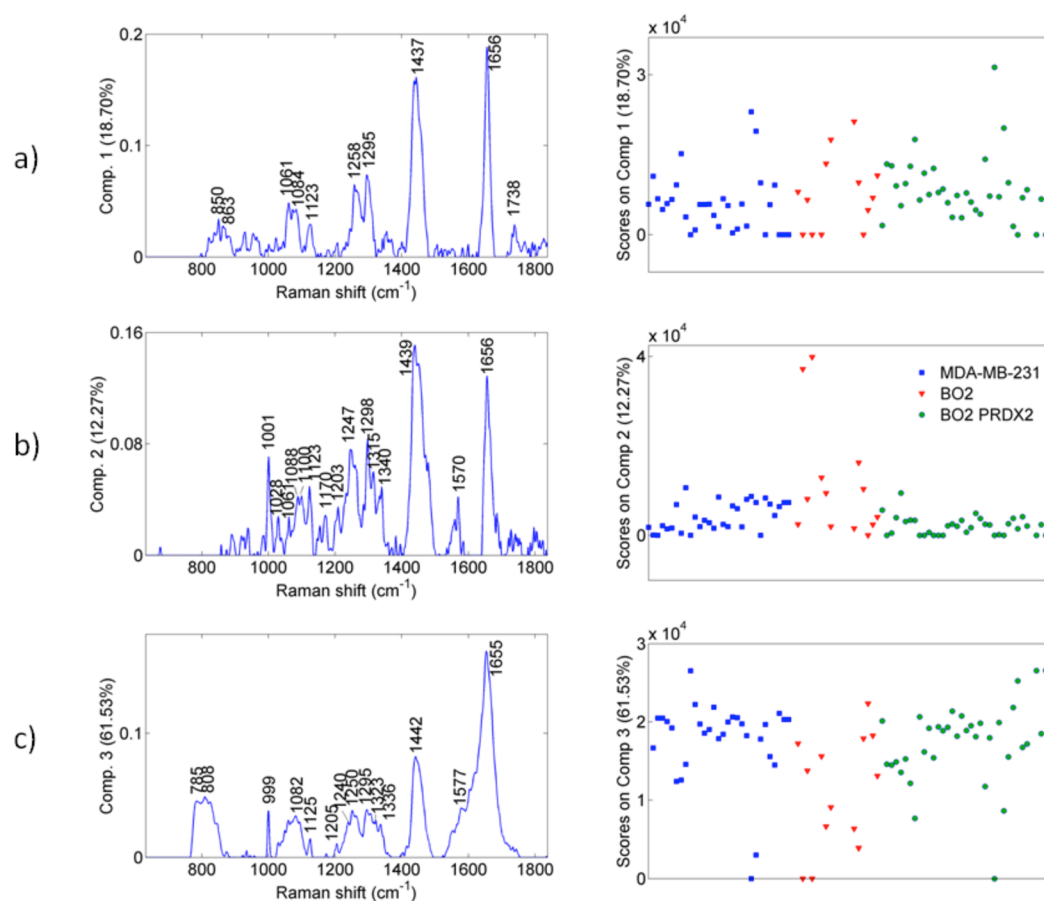 a)
0.2
0.1
0
Comp. 1 (18.70%)
850
863
1061
1084
1123
1258
1295
1437
1656
1738
800 1000 1200 1400 1600 1800
Raman shift (cm⁻¹)
x 10⁴
3
0
Scores on Comp 1 (18.70%)
b)
0.16
0.08
0
Comp. 2 (12.27%)
1001
1028
1061
1088
1100
1123
1170
1203
1247
1298
1315
1340
1439
1570
1656
800 1000 1200 1400 1600 1800
Raman shift (cm⁻¹)
x 10⁴
4
0
Scores on Comp 2 (12.27%)
MDA-MB-231
BO2
BO2 PRDX2
c)
0.1
0
Comp. 3 (61.53%)
785
808
999
1082
1125
1205
1240
1250
1295
1323
1336
1442
1577
1655
800 1000 1200 1400 1600 1800
Raman shift (cm⁻¹)
x 10⁴
3
2
1
0
Scores on Comp 3 (61.53%)